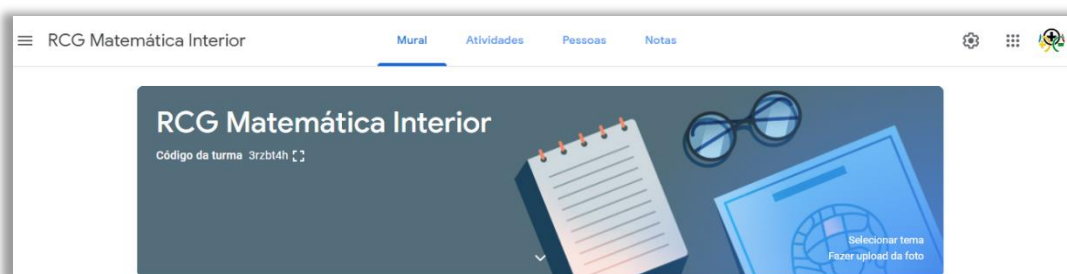 RCG Matemática Interior
Mural Atividades Pessoas Notas
RCG Matemática Interior
Código da turma 3rzbt4h
Selecionar tema
Fazer upload da foto